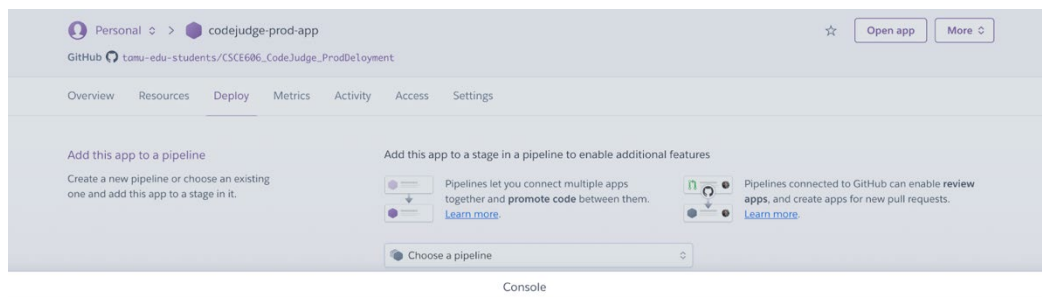 Personal > codejudge-prod-app
Open app
More
GitHub tamu-edu-students/CSCE606_CodeJudge_ProdDeloyment
Overview Resources Deploy Metrics Activity Access Settings
Add this app to a pipeline
Create a new pipeline or choose an existing
one and add this app to a stage in it.
Add this app to a stage in a pipeline to enable additional features
Pipelines let you connect multiple apps
together and promote code between them.
Learn more.
Pipelines connected to GitHub can enable review
apps, and create apps for new pull requests.
Learn more.
Choose a pipeline
Console